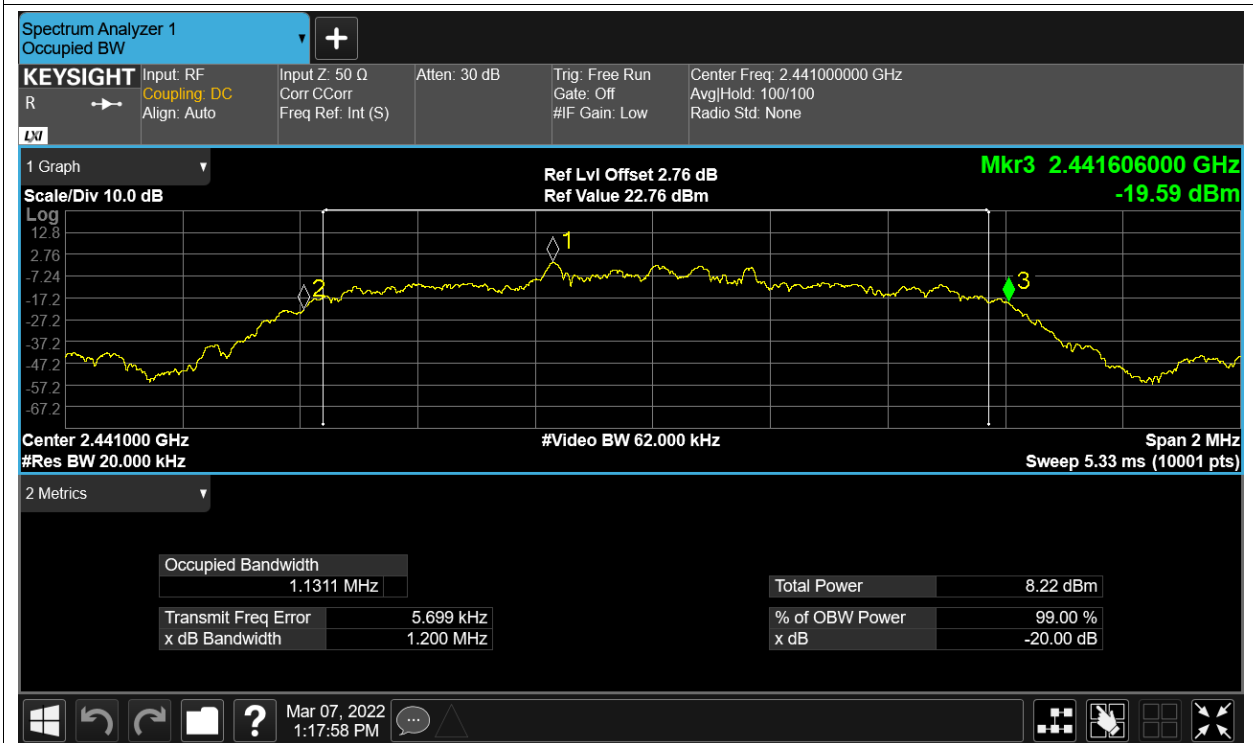 Spectrum Analyzer 1
Occupied BW
KEYSIGHT
R
LXI
Input: RF
Coupling: DC
Align: Auto
Input Z: 50 Ω
Corr CCorr
Freq Ref: Int (S)
Atten: 30 dB
Trig: Free Run
Gate: Off
#IF Gain: Low
Center Freq: 2.441000000 GHz
Avg|Hold: 100/100
Radio Std: None
1 Graph
Scale/Div 10.0 dB
Ref Lvl Offset 2.76 dB
Ref Value 22.76 dBm
Mkr3 2.441606000 GHz
-19.59 dBm
Log
12.8
2.76
-7.24
-17.2
-27.2
-37.2
-47.2
-57.2
-67.2
1
2
3
Center 2.441000 GHz
#Res BW 20.000 kHz
#Video BW 62.000 kHz
Span 2 MHz
Sweep 5.33 ms (10001 pts)
2 Metrics
Occupied Bandwidth
1.1311 MHz
Transmit Freq Error 5.699 kHz
x dB Bandwidth 1.200 MHz
Total Power 8.22 dBm
% of OBW Power 99.00 %
x dB -20.00 dB
?
Mar 07, 2022
1:17:58 PM